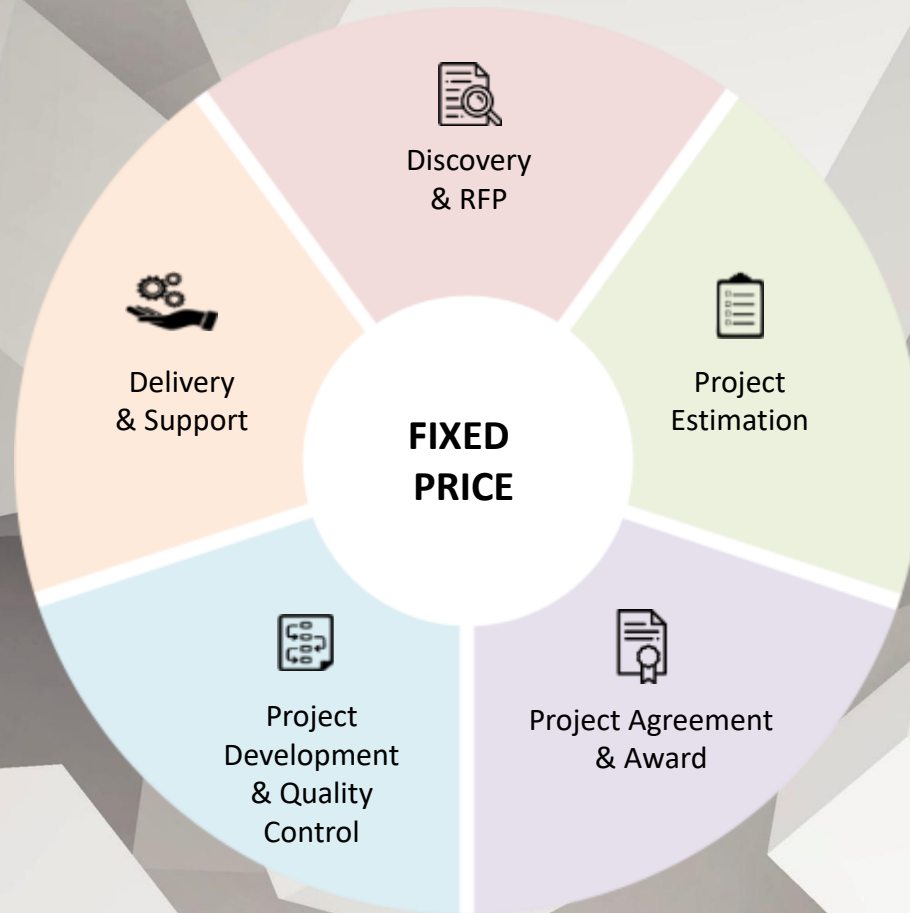 Discovery
& RFP
Project
Estimation
Project Agreement
& Award
Project
Development
& Quality
Control
Delivery
& Support
FIXED
PRICE